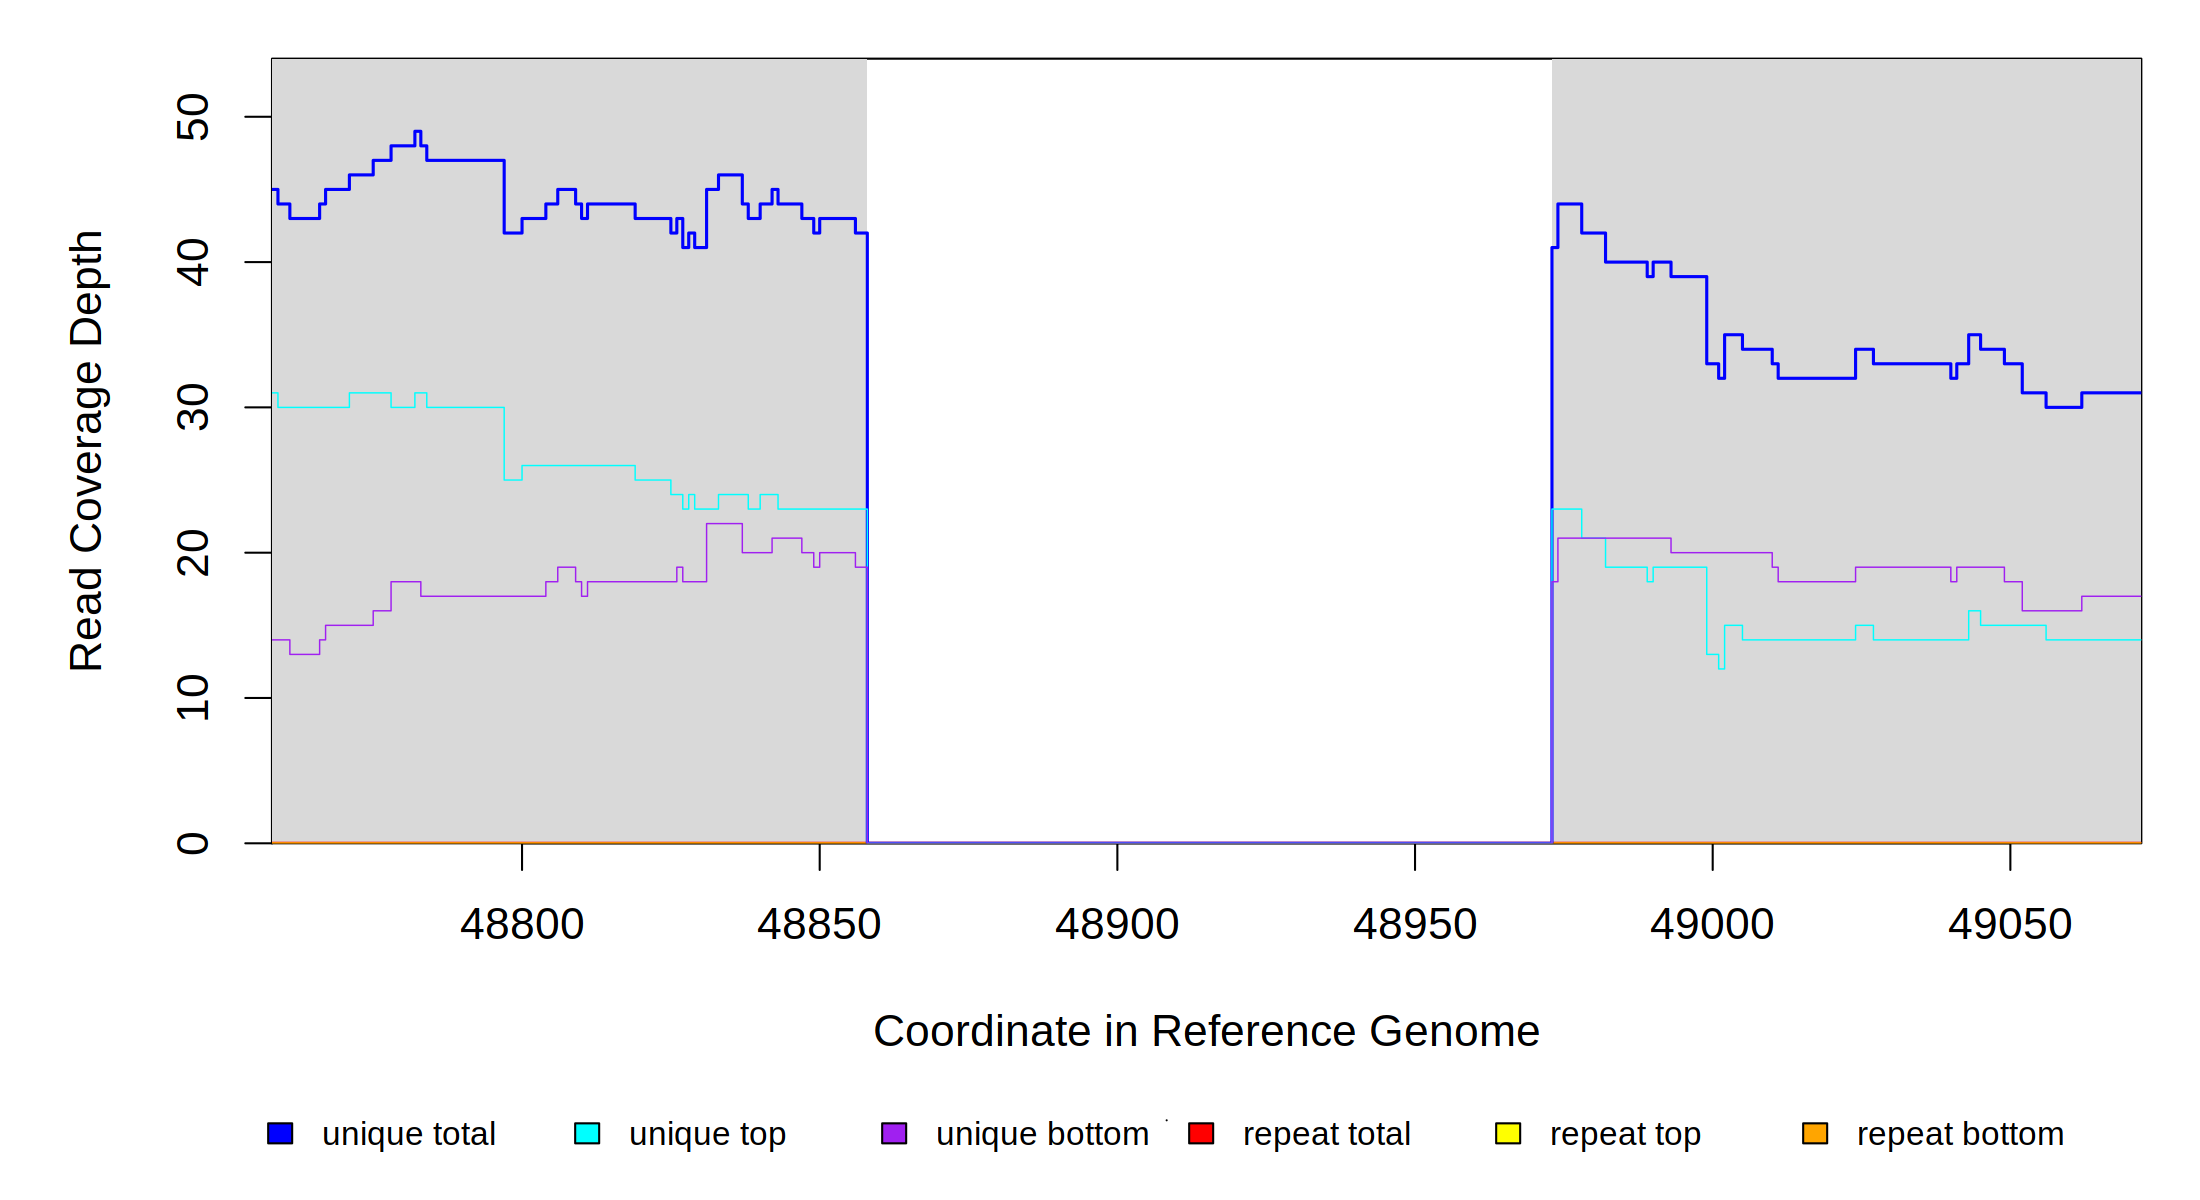 Read Coverage Depth
50
40
30
20
10
0
48800 48850 48900 48950 49000 49050
Coordinate in Reference Genome
unique total unique top unique bottom repeat total repeat top repeat bottom